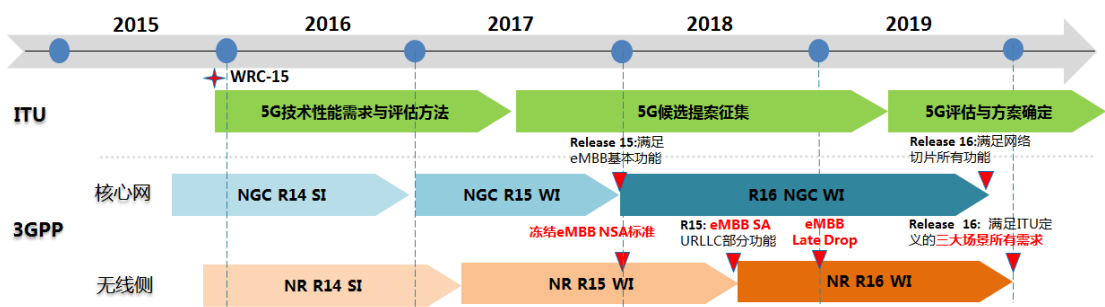 2015 2016 2017 2018 2019
WRC-15
ITU
5G技术性能需求与评估方法
5G候选提案征集
5G评估与方案确定
Release 15:满足
eMBB基本功能
Release 16:满足网络
切片所有功能
核心网
NGC R14 SI
NGC R15 WI
R16 NGC WI
3GPP
冻结eMBB NSA标准
R15: eMBB SA
URLLC部分功能
eMBB
Late Drop
Release 16: 满足ITU定
义的三大场景所有需求
无线侧
NR R14 SI
NR R15 WI
NR R16 WI